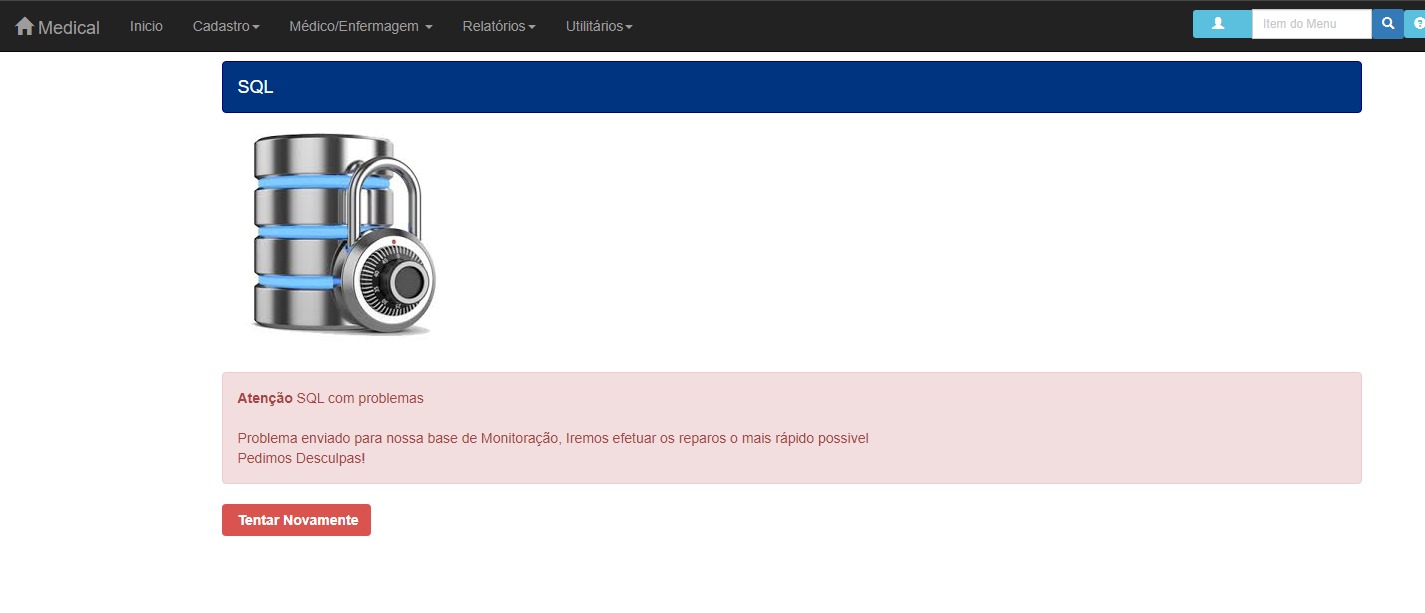 Medical Inicio Cadastro Médico/Enfermagem Relatórios Utilitários Item do Menu
SQL
Atenção SQL com problemas
Problema enviado para nossa base de Monitoração, Iremos efetuar os reparos o mais rápido possivel
Pedimos Desculpas!
Tentar Novamente